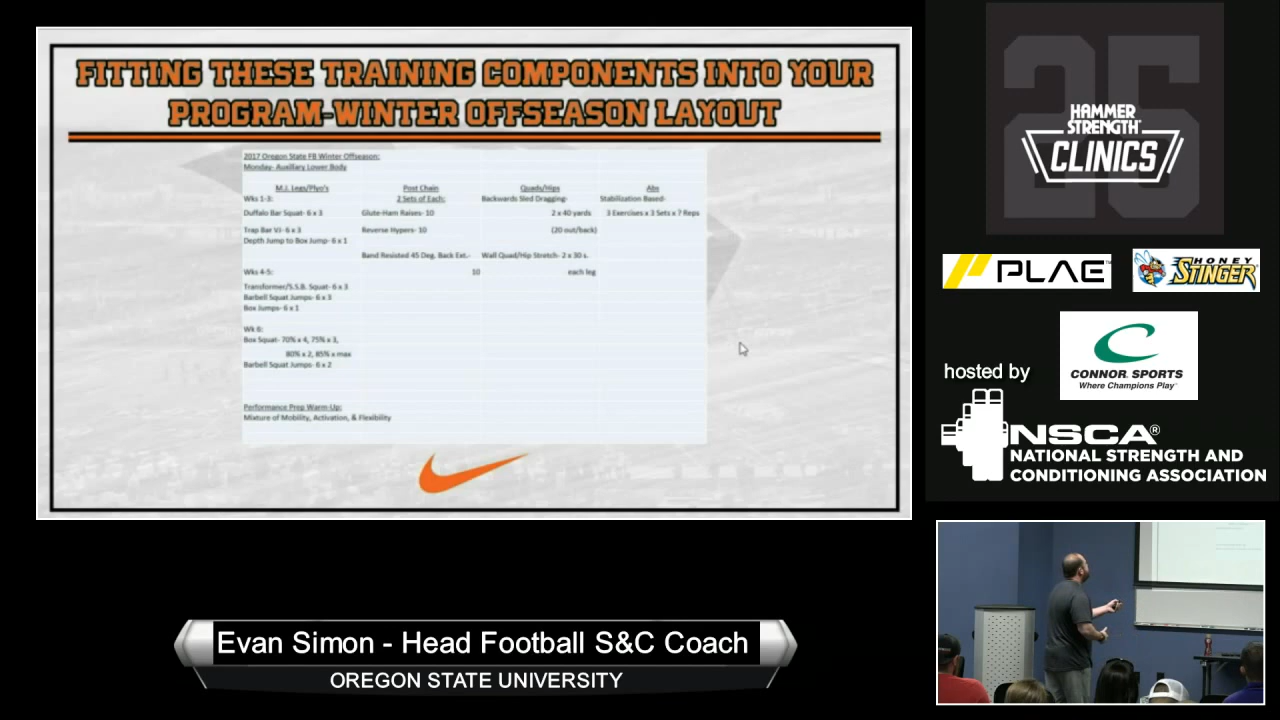 FITTING THESE TRAINING COMPONENTS INTO YOUR
PROGRAM-WINTER OFFSEASON LAYOUT
2017 Oregon State FB Winter Offseason:
Monday- Auxiliary Lower Body
M.J. Legs/Plyo's Post Chain Quads/Hips Abs
Wks 1-3: 2 Sets of Each: Backwards Sled Dragging- Stabilization Based-
Duffalo Bar Squat- 6 x 3 Glute-Ham Raises- 10 2 x 40 yards 3 Exercises x 3 Sets x ? Reps
Trap Bar VJ- 6 x 3 Reverse Hypers- 10 (20 out/back)
Depth Jump to Box Jump- 6 x 1
Band Resisted 45 Deg. Back Ext.- Wall Quad/Hip Stretch- 2 x 30 s.
Wks 4-5: 10 each leg
Transformer/S.S.B. Squat- 6 x 3
Barbell Squat Jumps- 6 x 3
Box Jumps- 6 x 1
Wk 6:
Box Squat- 70% x 4, 75% x 3,
80% x 2, 85% x max
Barbell Squat Jumps- 6 x 2
Performance Prep Warm-Up:
Mixture of Mobility, Activation, & Flexibility
25
HAMMER
STRENGTH
CLINICS
PLAE
HONEY
STINGER
hosted by
CONNOR SPORTS
Where Champions Play
NSCA®
NATIONAL STRENGTH AND
CONDITIONING ASSOCIATION
Evan Simon - Head Football S&C Coach
OREGON STATE UNIVERSITY